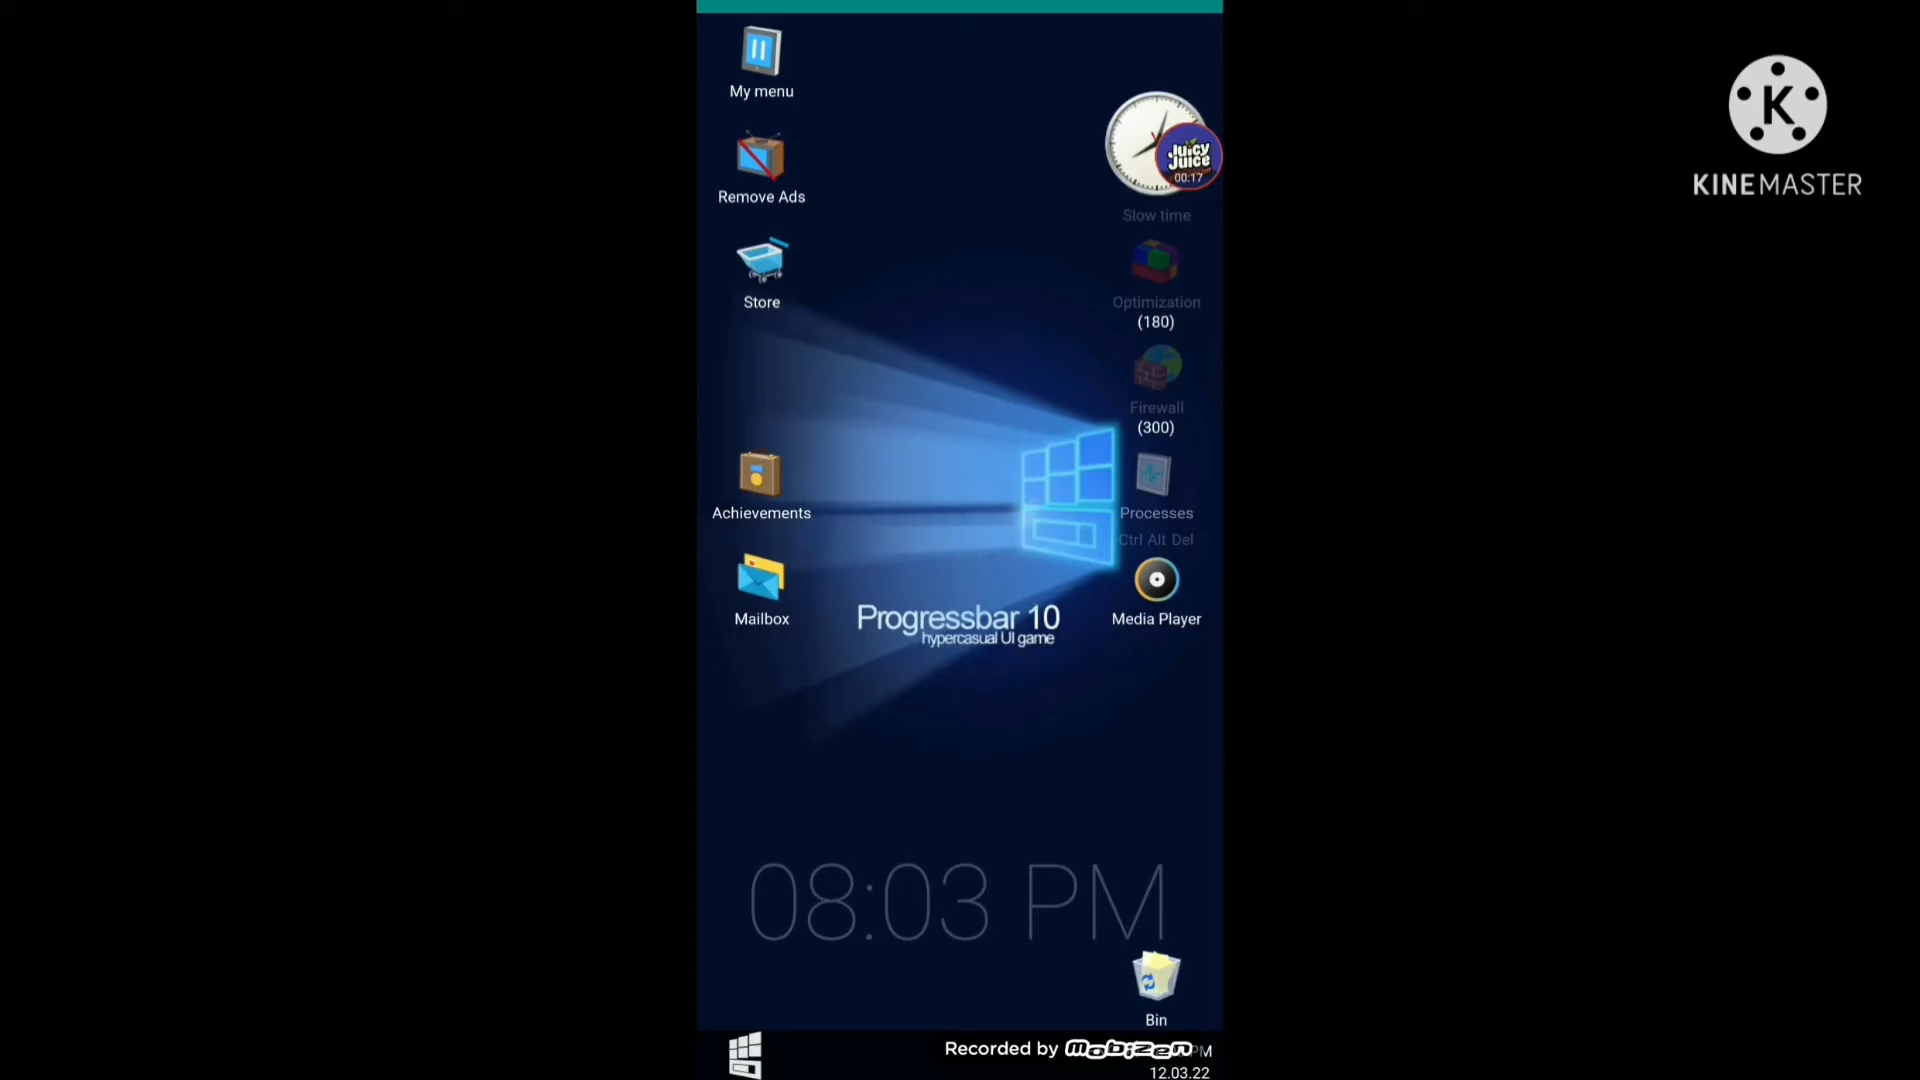 My menu
Remove Ads
Store
Achievements
Mailbox
Juicy
Juice
00:17
Slow time
Optimization
(180)
Firewall
(300)
Processes
Ctrl Alt Del
Media Player
Progressbar 10
hypercasual UI game
08:03 PM
Bin
Recorded by Mobizen
PM
12.03.22
K
KINEMASTER